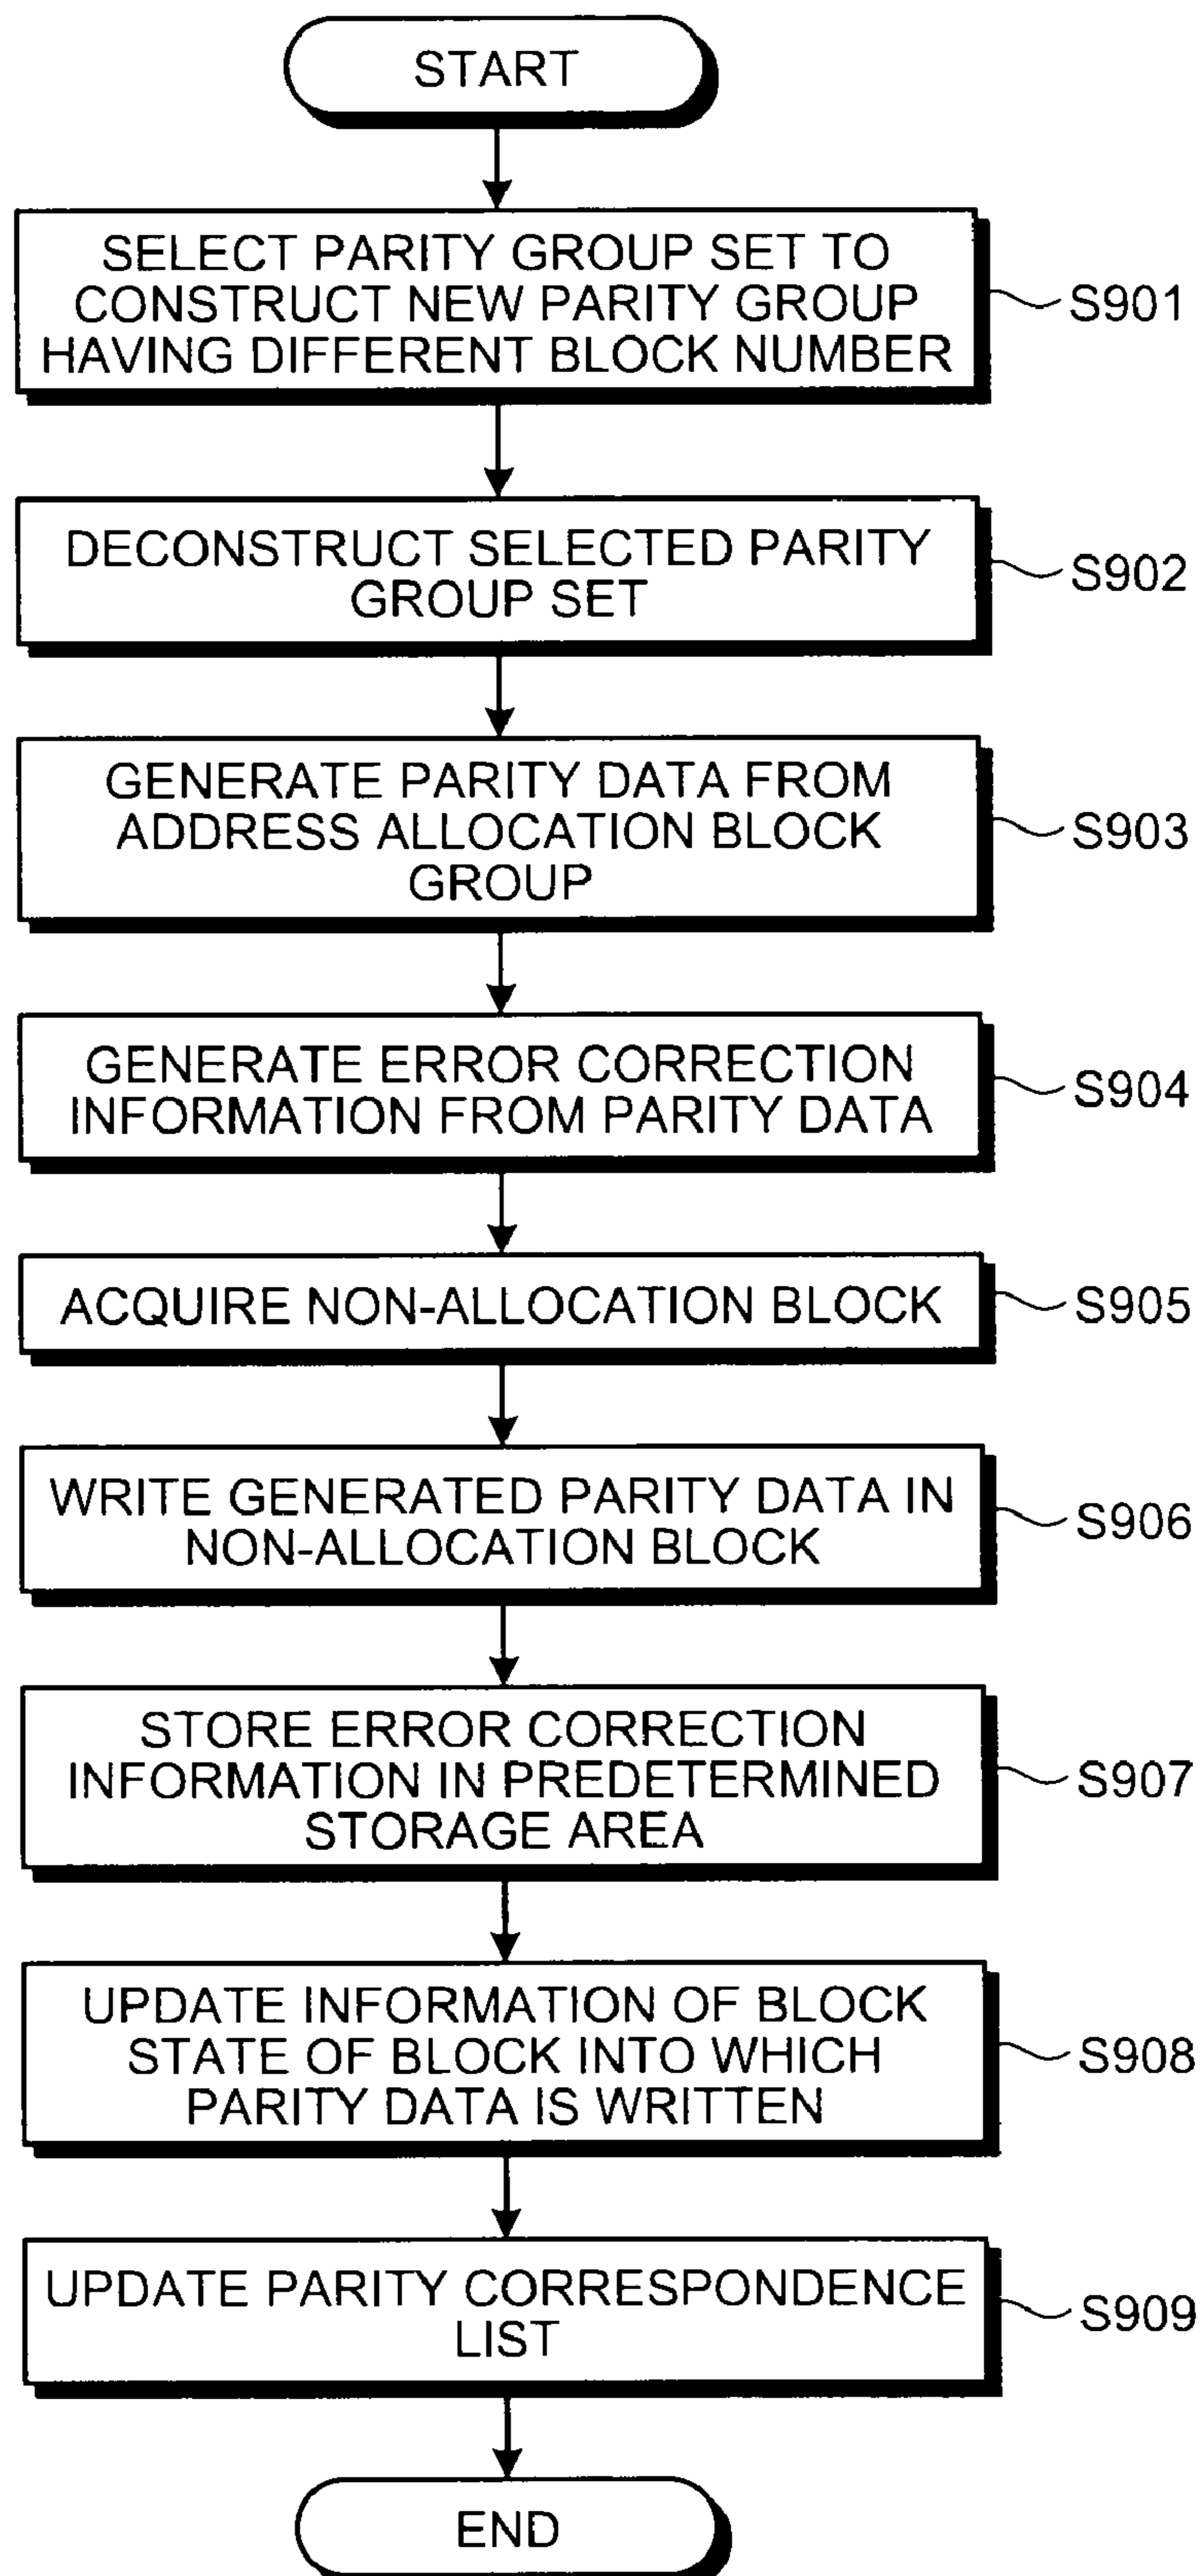 START
SELECT PARITY GROUP SET TO
CONSTRUCT NEW PARITY GROUP
HAVING DIFFERENT BLOCK NUMBER
S901
DECONSTRUCT SELECTED PARITY
GROUP SET
S902
GENERATE PARITY DATA FROM
ADDRESS ALLOCATION BLOCK
GROUP
S903
GENERATE ERROR CORRECTION
INFORMATION FROM PARITY DATA
S904
ACQUIRE NON-ALLOCATION BLOCK
S905
WRITE GENERATED PARITY DATA IN
NON-ALLOCATION BLOCK
S906
STORE ERROR CORRECTION
INFORMATION IN PREDETERMINED
STORAGE AREA
S907
UPDATE INFORMATION OF BLOCK
STATE OF BLOCK INTO WHICH
PARITY DATA IS WRITTEN
S908
UPDATE PARITY CORRESPONDENCE
LIST
S909
END